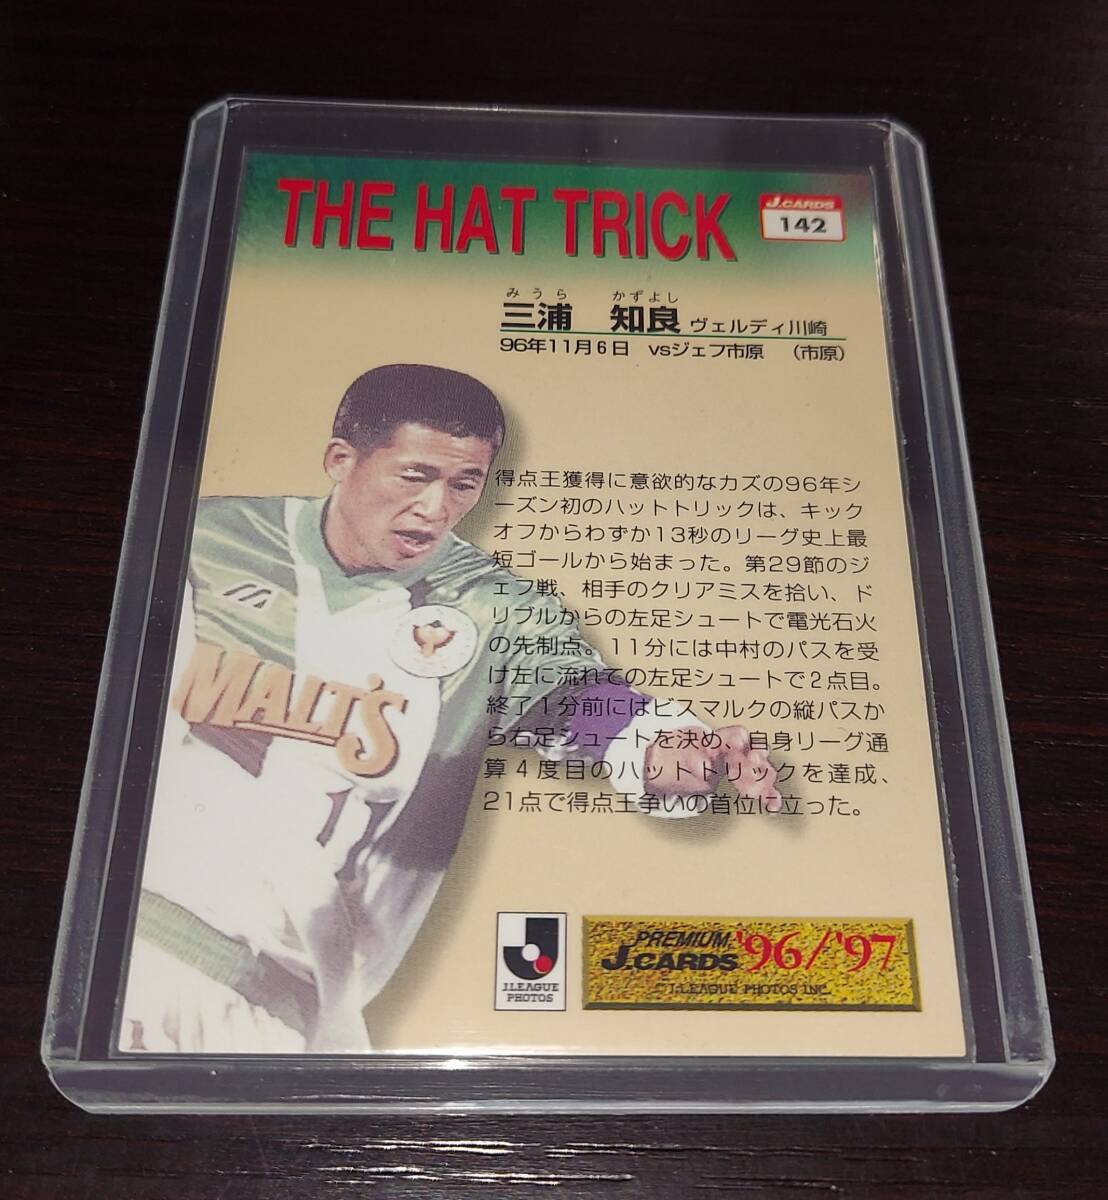 THE HAT TRICK
J.CARDS
142
みうら かずよし
三浦 知良 ヴェルディ川崎
96年11月6日 vsジェフ市原 （市原）
得点王獲得に意欲的なカズの96年シ
ーズン初のハットトリックは、キック
オフからわずか13秒のリーグ史上最
短ゴールから始まった。第29節のジ
ェフ戦、相手のクリアミスを拾い、ド
リブルからの左足シュートで電光石火
の先制点。11分には中村のパスを受
け左に流れての左足シュートで2点目。
終了1分前にはビスマルクの縦パスか
ら右足シュートを決め、自身リーグ通
算4度目のハットトリックを達成、
21点で得点王争いの首位に立った。
MALT'S
11
J.LEAGUE
PHOTOS
PREMIUM
J.CARDS '96/'97
©J.LEAGUE PHOTOS INC.